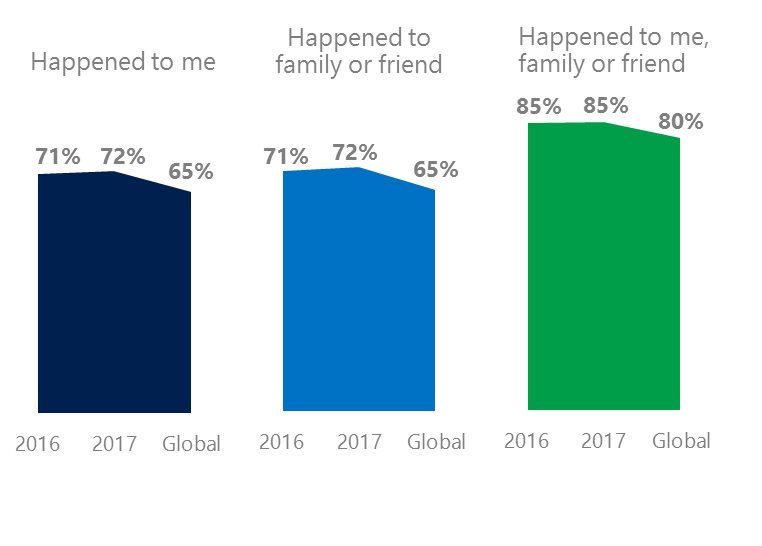 Happened to me
71%
72%
65%
2016
2017
Global
Happened to
family or friend
71%
72%
65%
2016
2017
Global
Happened to me,
family or friend
85%
85%
80%
2016
2017
Global